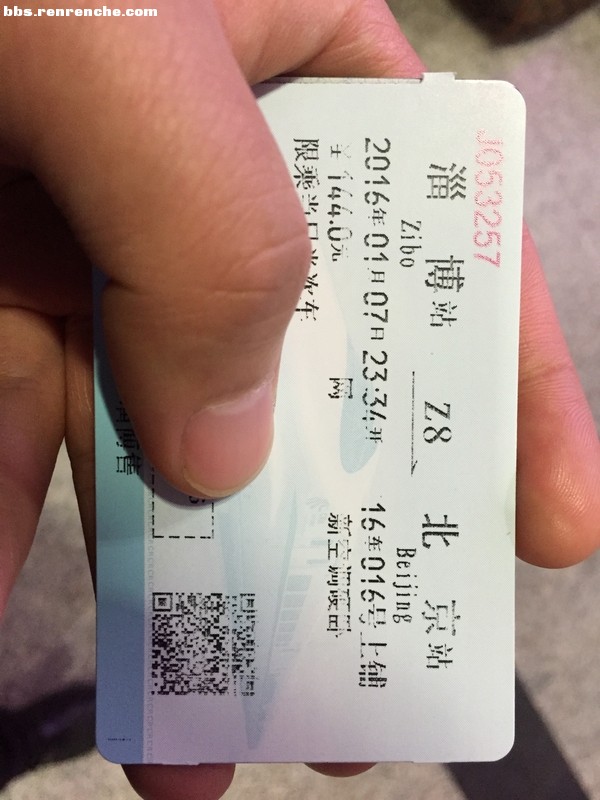 bbs.renrenche.com
J053257
淄博站 Z8 北京站
Zibo Beijing
2016年01月07日23:34开 16车016号上铺
¥144.0元 网 新空调硬卧
限乘当日当次车